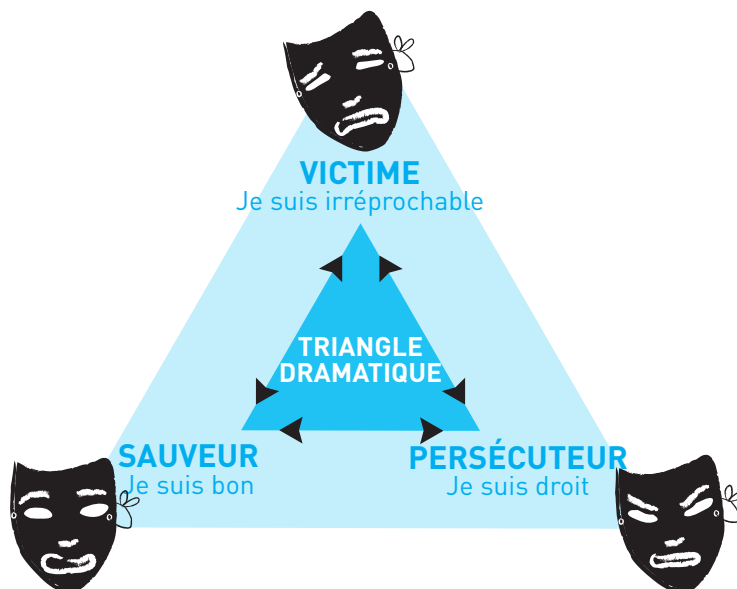 VICTIME
Je suis irréprochable
TRIANGLE
DRAMATIQUE
SAUVEUR
Je suis bon
PERSÉCUTEUR
Je suis droit